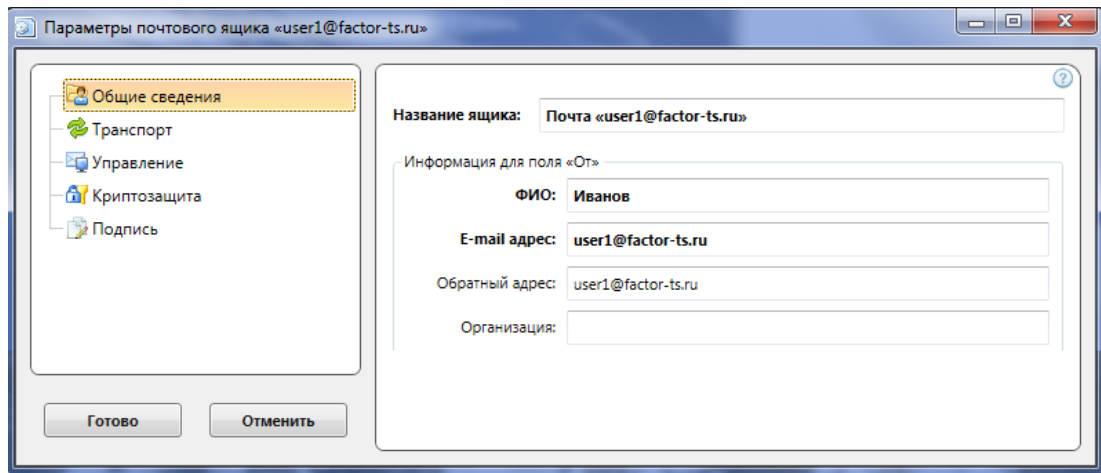 Параметры почтового ящика «user1@factor-ts.ru»
Общие сведения
Транспорт
Управление
Криптозащита
Подпись
Готово
Отменить
?
Название ящика: Почта «user1@factor-ts.ru»
Информация для поля «От»
ФИО: Иванов
E-mail адрес: user1@factor-ts.ru
Обратный адрес: user1@factor-ts.ru
Организация: